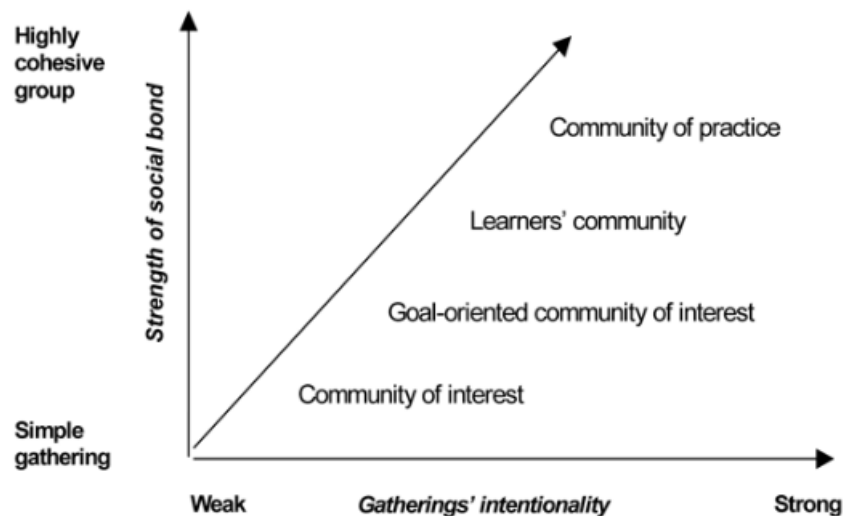 Highly
cohesive
group
Strength of social bond
Community of practice
Learners' community
Goal-oriented community of interest
Community of interest
Simple
gathering
Weak
Gatherings' intentionality
Strong